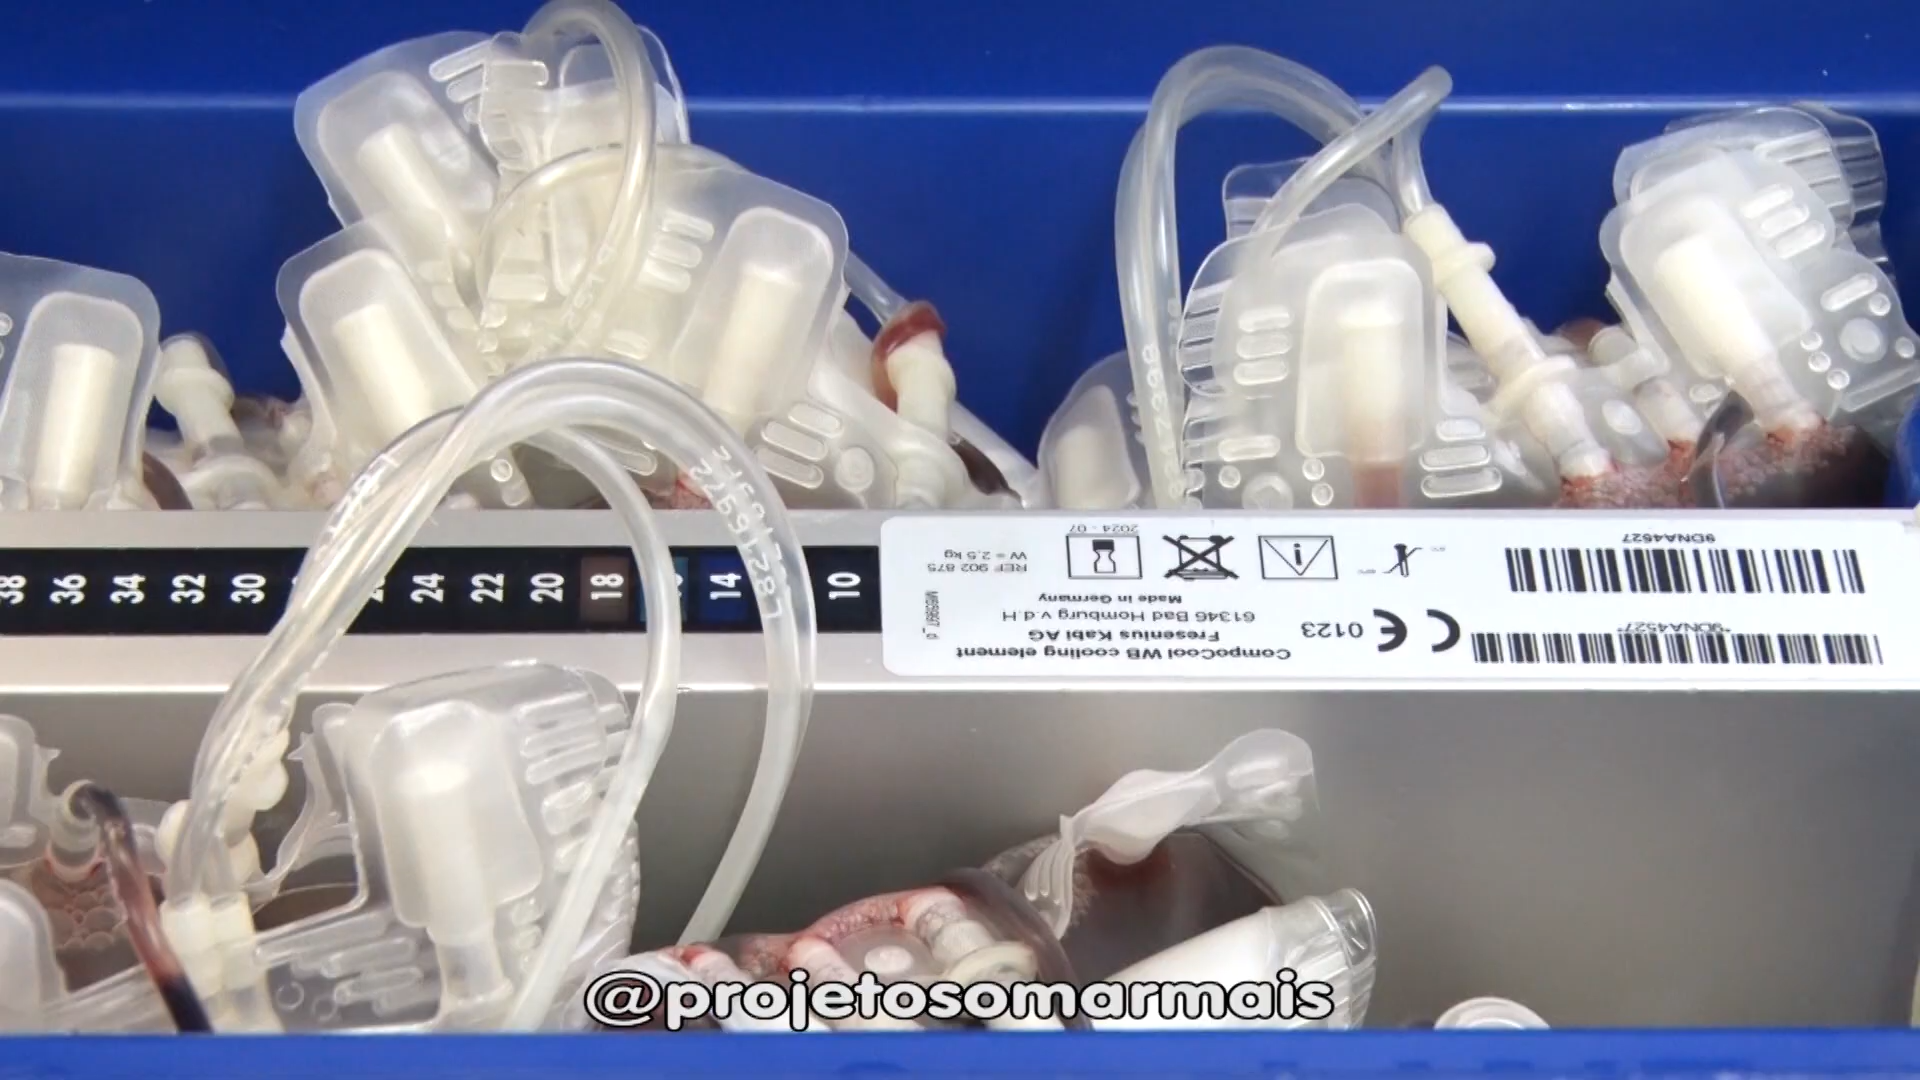 38 36 34 32 30 24 22 20 18 14 10
CompoCool WB cooling element
Fresenius Kabi AG
61346 Bad Homburg v.d.H
Made in Germany
CE 0123
REF 902 875
W = 2,5 kg
2024 - 07
*9DNA4527*
9DNA4527
@projetosomarmais